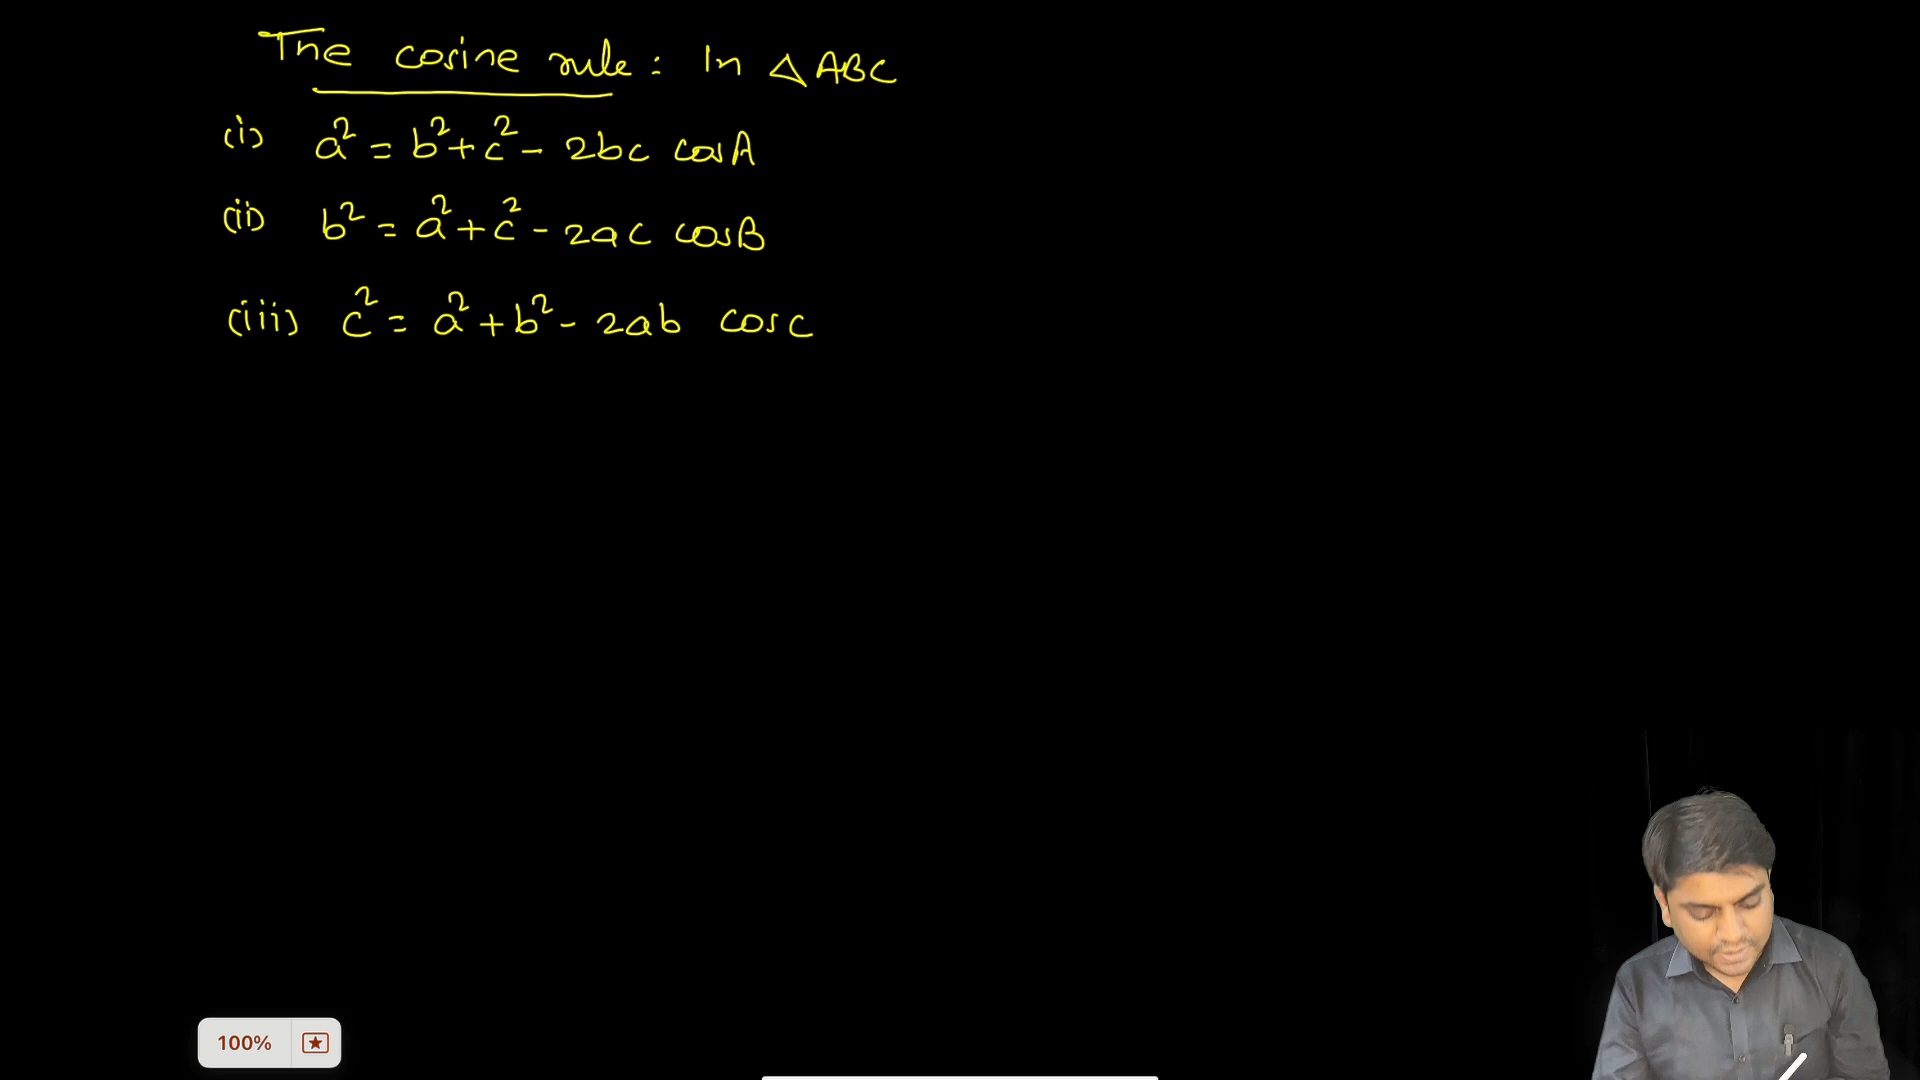 The cosine rule : In △ABC
(i) a² = b² + c² - 2bc cosA
(ii) b² = a² + c² - 2ac cosB
(iii) c² = a² + b² - 2ab cosc
100%